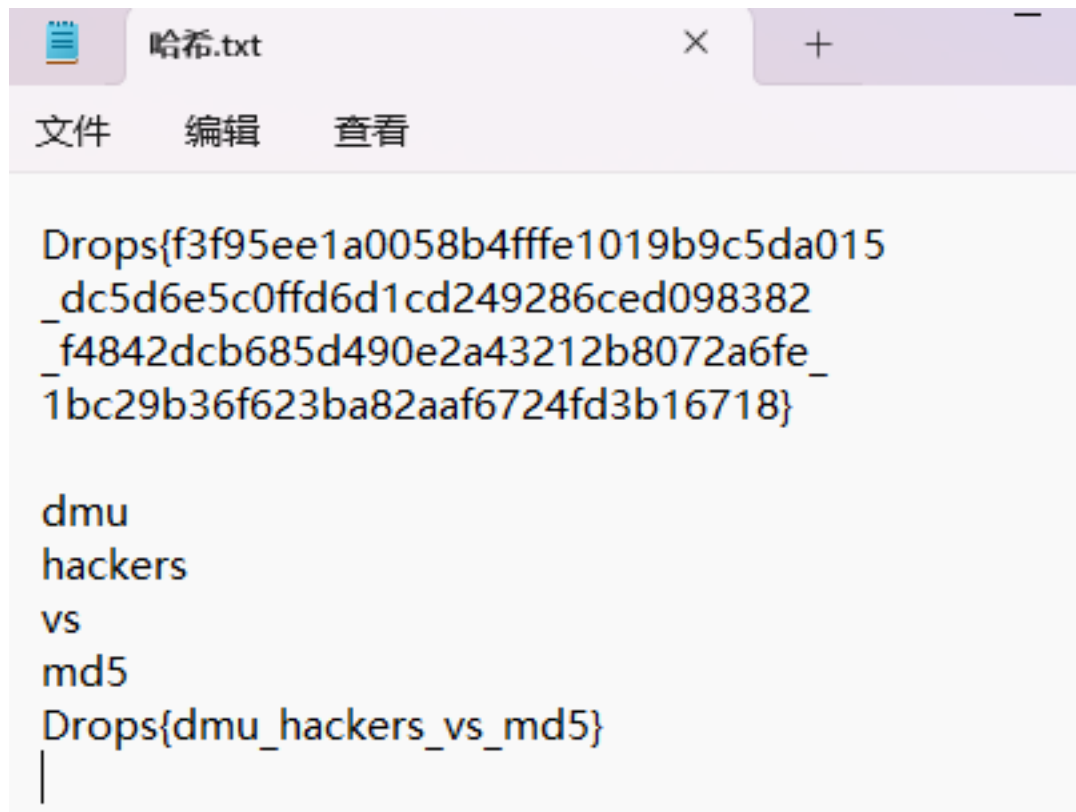 哈希.txt
文件 编辑 查看
Drops{f3f95ee1a0058b4fffe1019b9c5da015
_dc5d6e5c0ffd6d1cd249286ced098382
_f4842dcb685d490e2a43212b8072a6fe_
1bc29b36f623ba82aaf6724fd3b16718}
dmu
hackers
vs
md5
Drops{dmu_hackers_vs_md5}